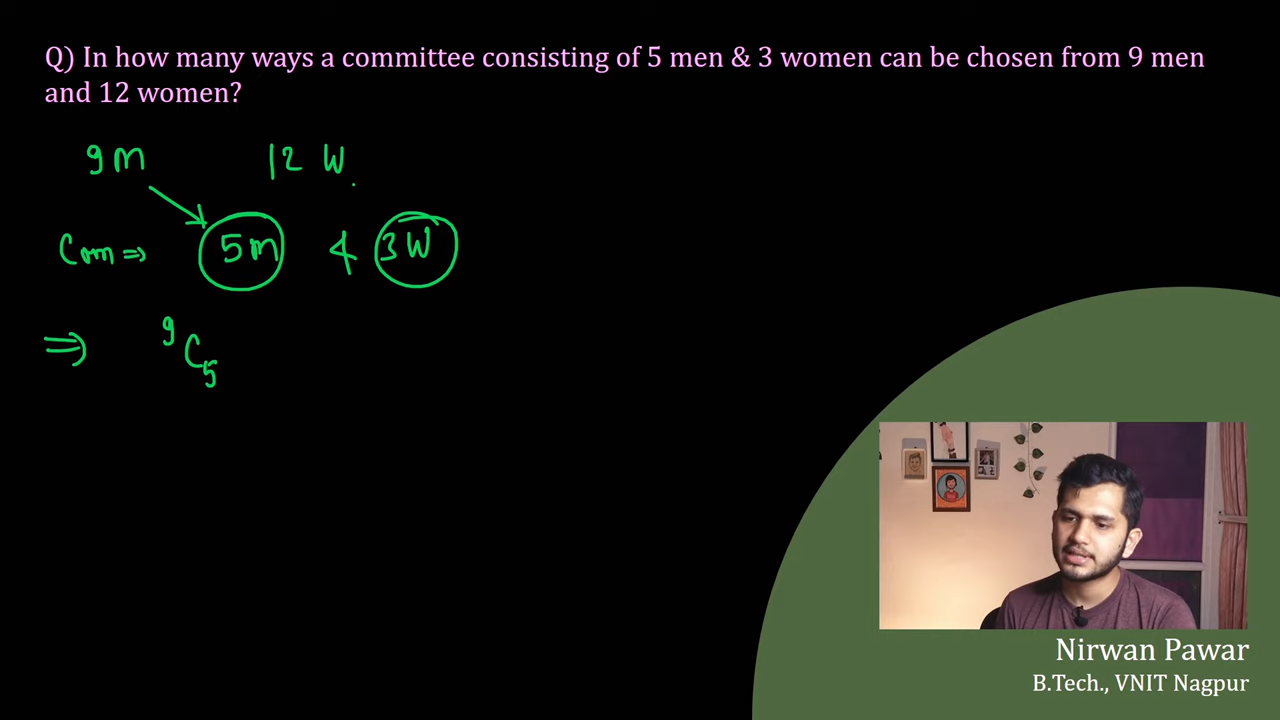 Q) In how many ways a committee consisting of 5 men & 3 women can be chosen from 9 men
and 12 women?
9M 12 W
Com ⇒ 5M & 3W
⇒ ⁹C₅
Nirwan Pawar
B.Tech., VNIT Nagpur